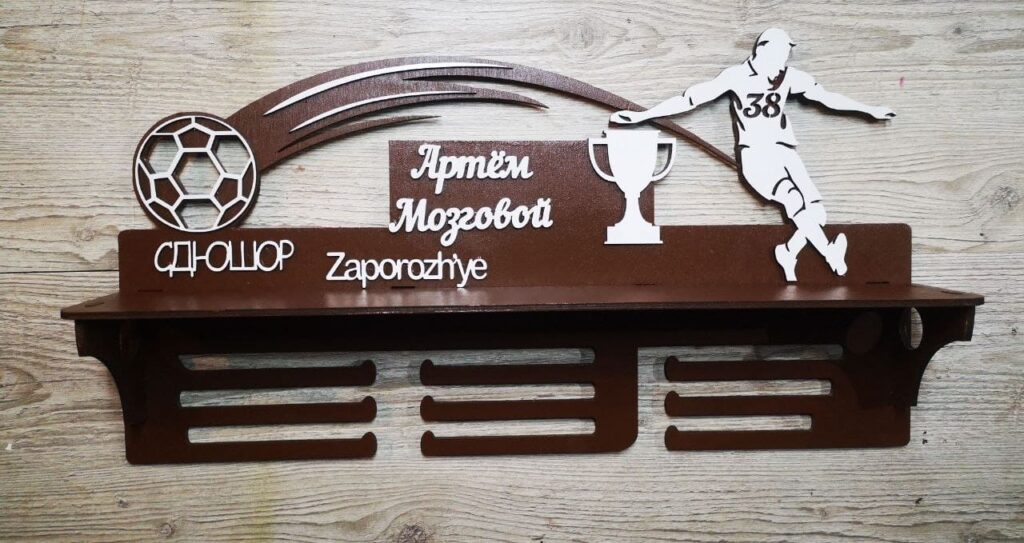 38
Артём
Мозговой
СДЮШОР
Zaporozh'ye